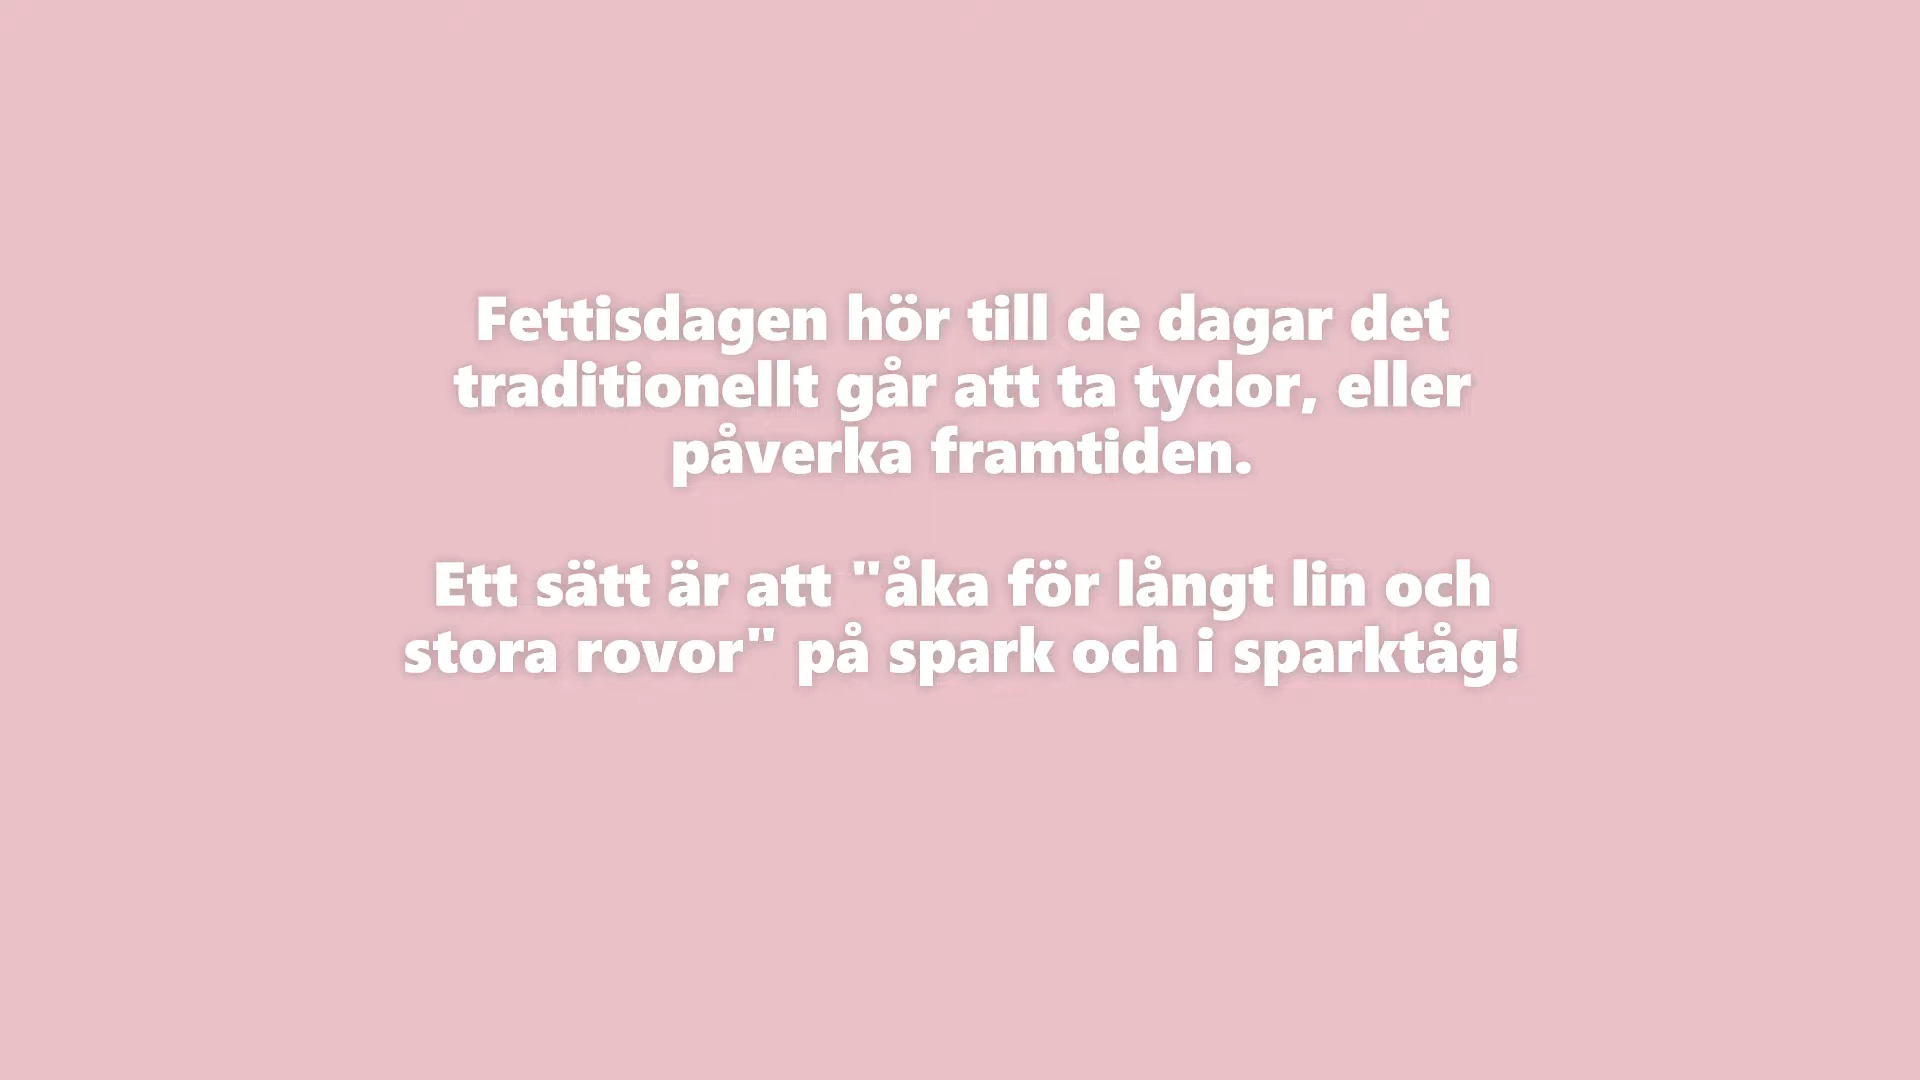 Fettisdagen hör till de dagar det
traditionellt går att ta tydor, eller
påverka framtiden.
Ett sätt är att "åka för långt lin och
stora rovor" på spark och i sparktåg!